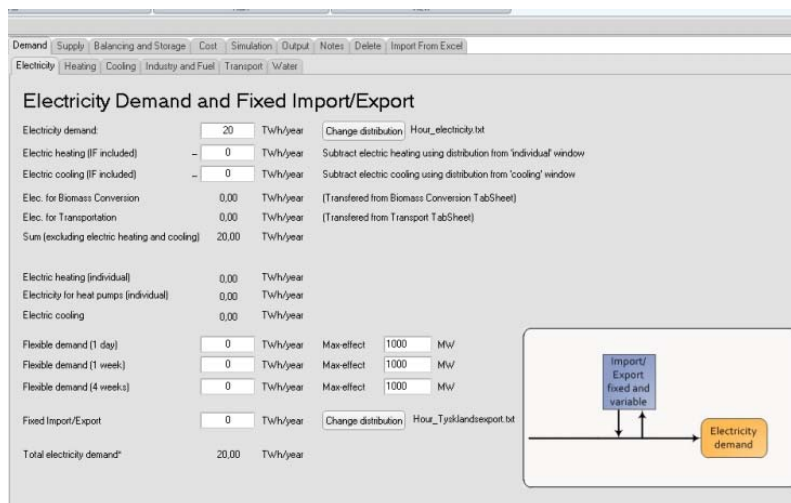 Demand Supply Balancing and Storage Cost Simulation Output Notes Delete Import From Excel
Electricity Heating Cooling Industry and Fuel Transport Water
Electricity Demand and Fixed Import/Export
Electricity demand: 20 TWh/year Change distribution Hour_electricity.txt
Electric heating (IF included) – 0 TWh/year Subtract electric heating using distribution from 'individual' window
Electric cooling (IF included) – 0 TWh/year Subtract electric cooling using distribution from 'cooling' window
Elec. for Biomass Conversion 0,00 TWh/year (Transfered from Biomass Conversion TabSheet)
Elec. for Transportation 0,00 TWh/year (Transfered from Transport TabSheet)
Sum (excluding electric heating and cooling) 20,00 TWh/year
Electric heating (individual) 0,00 TWh/year
Electricity for heat pumps (individual) 0,00 TWh/year
Electric cooling 0,00 TWh/year
Flexible demand (1 day) 0 TWh/year Max-effect 1000 MW
Flexible demand (1 week) 0 TWh/year Max-effect 1000 MW
Flexible demand (4 weeks) 0 TWh/year Max-effect 1000 MW
Fixed Import/Export 0 TWh/year Change distribution Hour_Tysklandsexport.txt
Total electricity demand* 20,00 TWh/year
Import/
Export
fixed and
variable
Electricity
demand